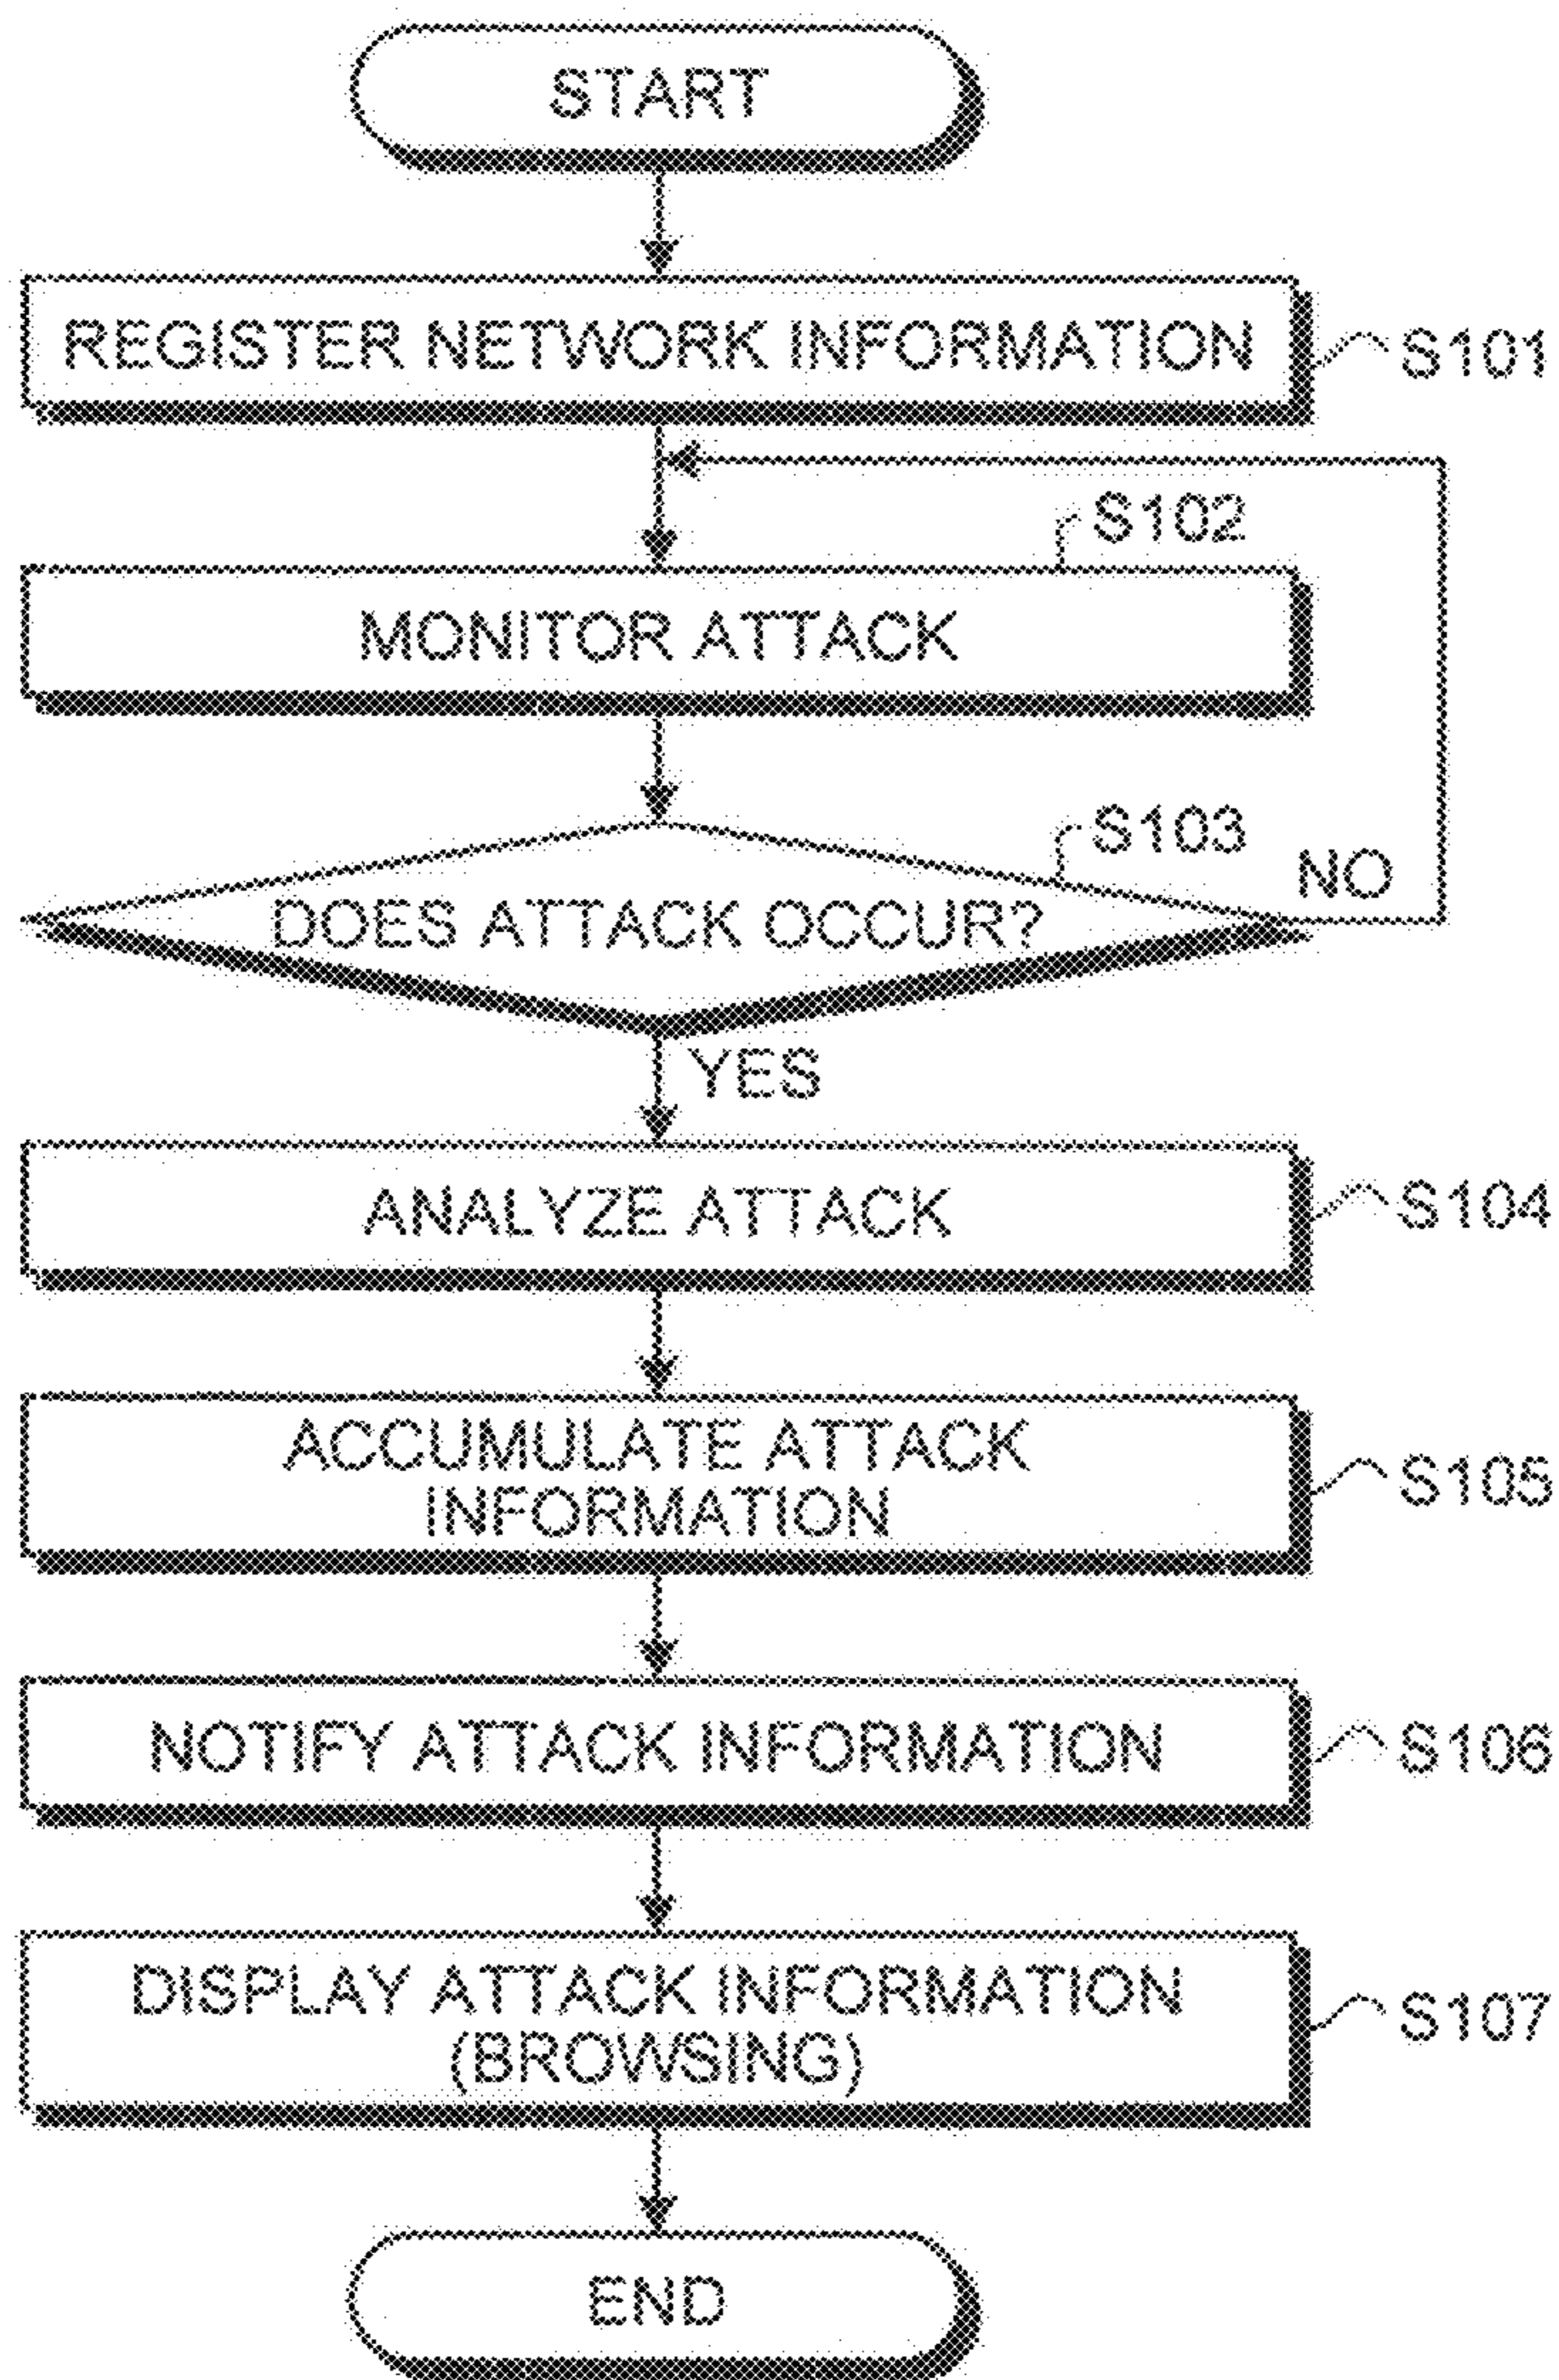 START
REGISTER NETWORK INFORMATION
S101
S102
MONITOR ATTACK
S103
DOES ATTACK OCCUR?
NO
YES
ANALYZE ATTACK
S104
ACCUMULATE ATTACK
INFORMATION
S105
NOTIFY ATTACK INFORMATION
S106
DISPLAY ATTACK INFORMATION
(BROWSING)
S107
END